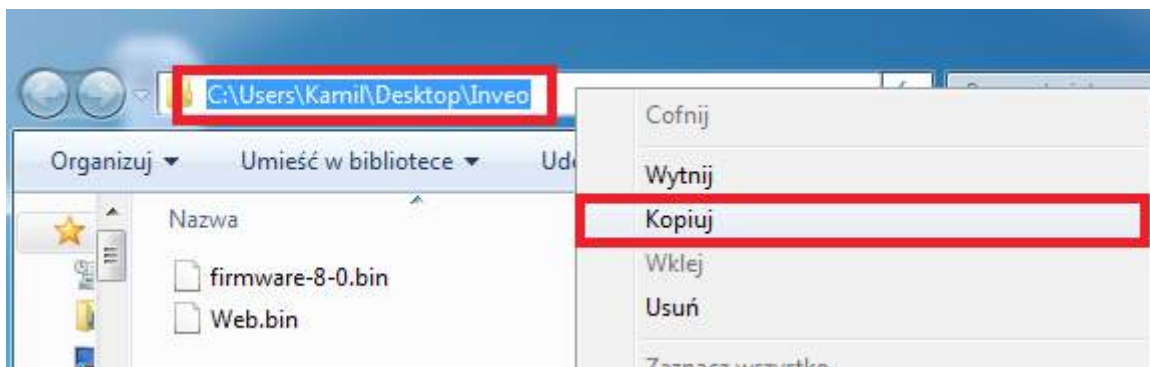 C:\Users\Kamil\Desktop\Inveo
Cofnij
Organizuj
Umieść w bibliotece
Wytnij
Nazwa
Kopiuj
firmware-8-0.bin
Wklej
Web.bin
Usuń